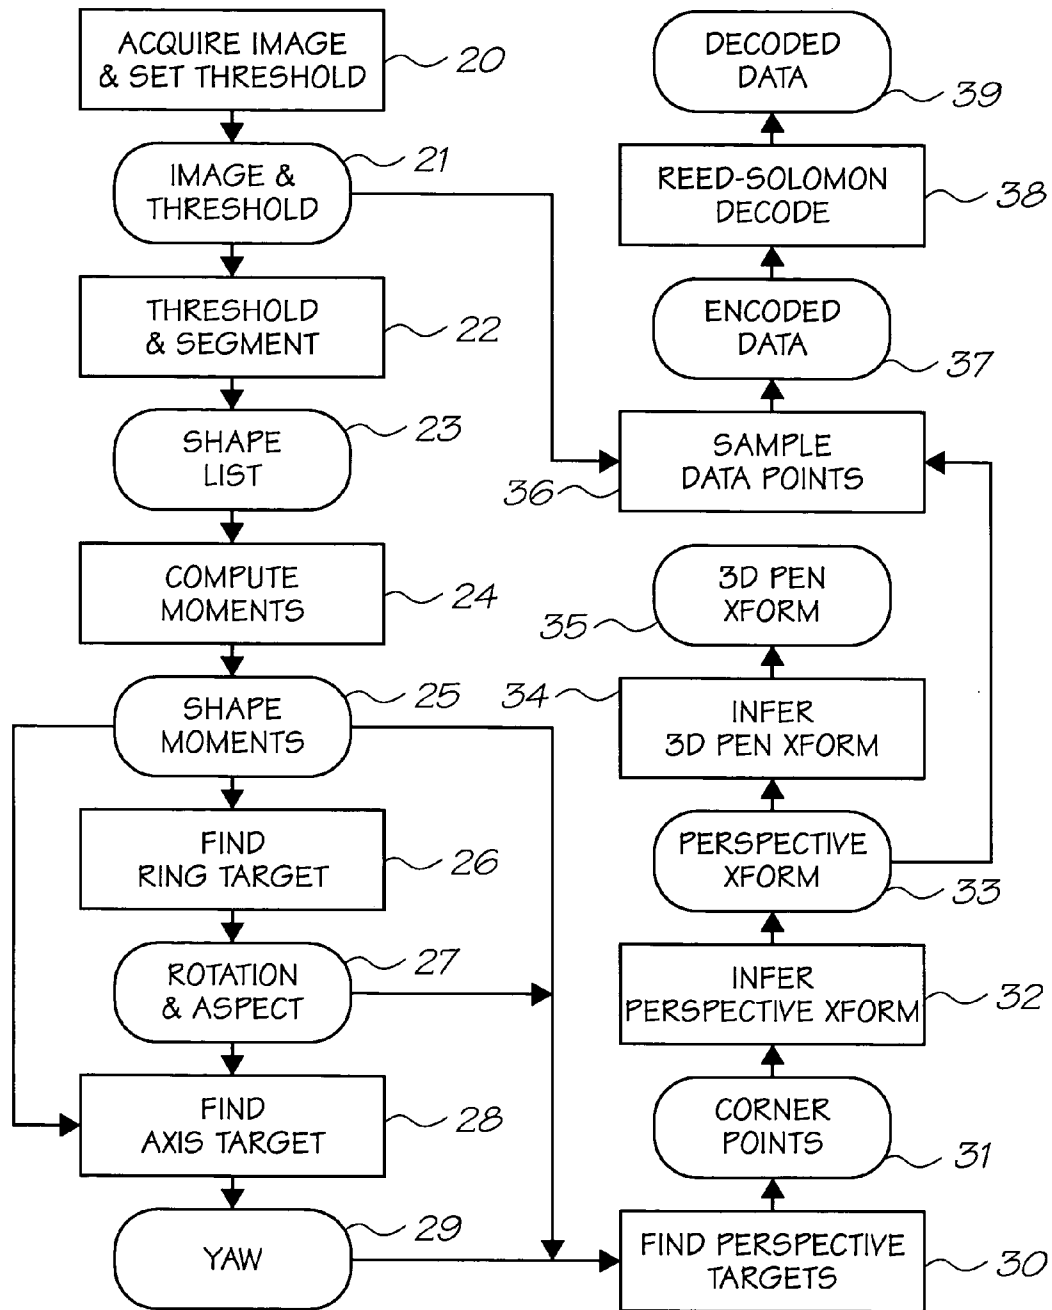 ACQUIRE IMAGE
& SET THRESHOLD
20
IMAGE &
THRESHOLD
21
THRESHOLD
& SEGMENT
22
SHAPE
LIST
23
COMPUTE
MOMENTS
24
SHAPE
MOMENTS
25
FIND
RING TARGET
26
ROTATION
& ASPECT
27
FIND
AXIS TARGET
28
YAW
29
DECODED
DATA
39
REED-SOLOMON
DECODE
38
ENCODED
DATA
37
SAMPLE
DATA POINTS
36
3D PEN
XFORM
35
34
INFER
3D PEN XFORM
PERSPECTIVE
XFORM
33
INFER
PERSPECTIVE XFORM
32
CORNER
POINTS
31
FIND PERSPECTIVE
TARGETS
30